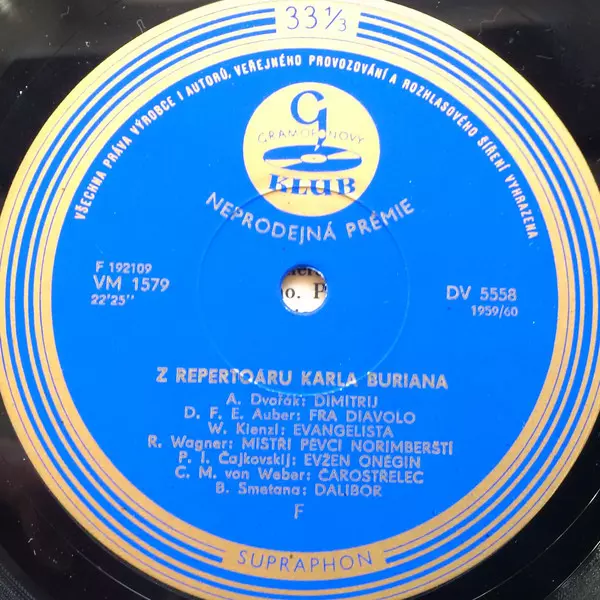 33 1/3
VŠECHNA PRÁVA VÝROBCE I AUTORŮ, VEŘEJNÉHO PROVOZOVÁNÍ A ROZHLASOVÉHO ŠÍŘENÍ VYHRAZENA
G
GRAMOFONOVÝ
KLUB
NEPRODEJNÁ PRÉMIE
F 192109
VM 1579
22'25"
DV 5558
1959/60
o. P
Z REPERTOÁRU KARLA BURIANA
A. Dvořák: DIMITRIJ
D. F. E. Auber: FRA DIAVOLO
W. Kienzl: EVANGELISTA
R. Wagner: MISTŘI PĚVCI NORIMBERŠTÍ
P. I. Čajkovskij: EVŽEN ONĚGIN
C. M. von Weber: ČAROSTŘELEC
B. Smetana: DALIBOR
F
SUPRAPHON